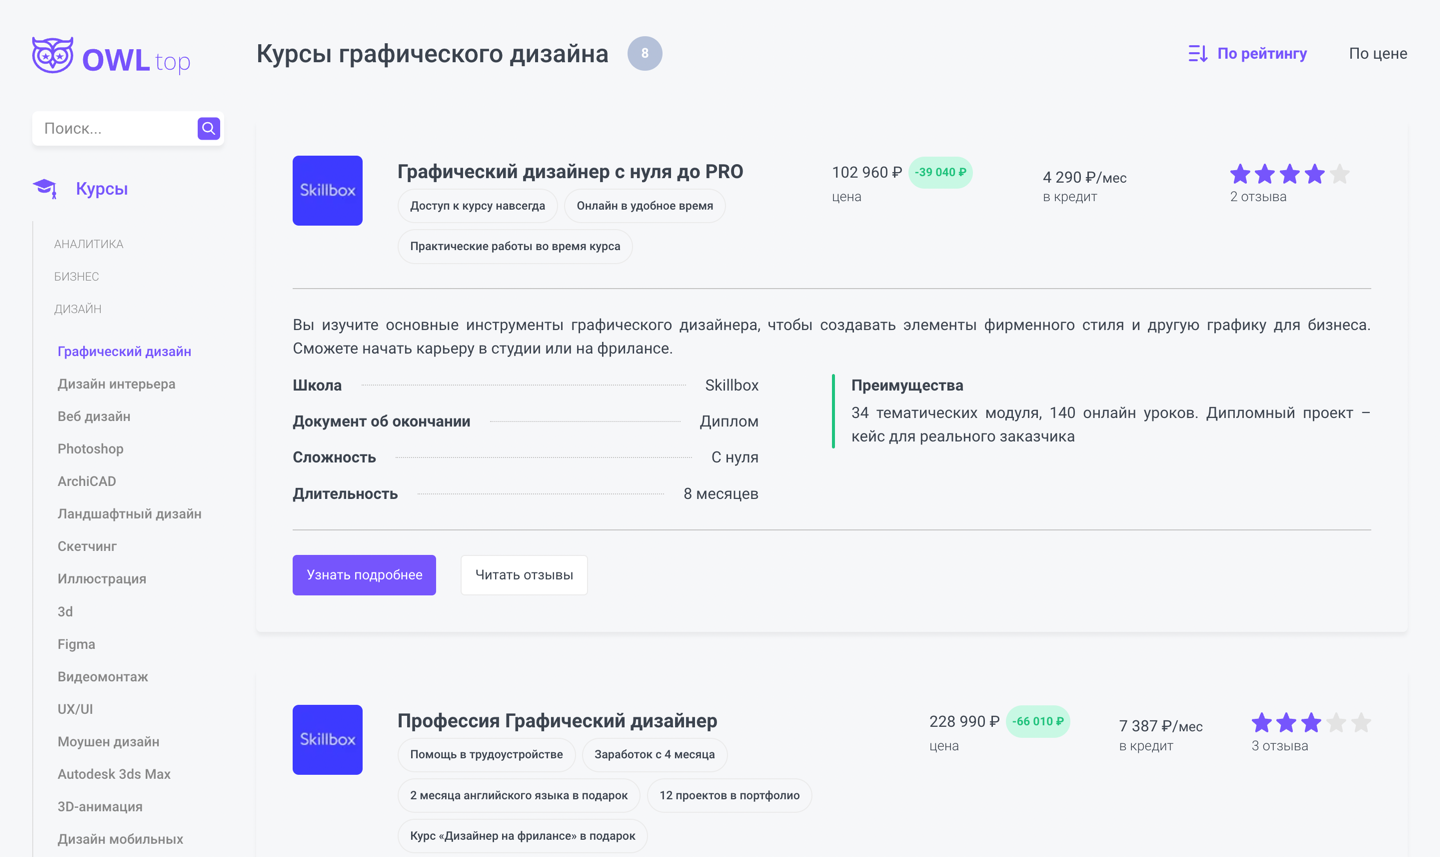 OWL top
Курсы графического дизайна 8
По рейтингу
По цене
Поиск...
Курсы
АНАЛИТИКА
БИЗНЕС
ДИЗАЙН
Графический дизайн
Дизайн интерьера
Веб дизайн
Photoshop
ArchiCAD
Ландшафтный дизайн
Скетчинг
Иллюстрация
3d
Figma
Видеомонтаж
UX/UI
Моушен дизайн
Autodesk 3ds Max
3D-анимация
Дизайн мобильных
Skillbox
Графический дизайнер с нуля до PRO
Доступ к курсу навсегда
Онлайн в удобное время
Практические работы во время курса
102 960 ₽ -39 040 ₽
цена
4 290 ₽/мес
в кредит
2 отзыва
Вы изучите основные инструменты графического дизайнера, чтобы создавать элементы фирменного стиля и другую графику для бизнеса.
Сможете начать карьеру в студии или на фрилансе.
Школа Skillbox
Документ об окончании Диплом
Сложность С нуля
Длительность 8 месяцев
Преимущества
34 тематических модуля, 140 онлайн уроков. Дипломный проект –
кейс для реального заказчика
Узнать подробнее
Читать отзывы
Skillbox
Профессия Графический дизайнер
Помощь в трудоустройстве
Заработок с 4 месяца
2 месяца английского языка в подарок
12 проектов в портфолио
Курс «Дизайнер на фрилансе» в подарок
228 990 ₽ -66 010 ₽
цена
7 387 ₽/мес
в кредит
3 отзыва